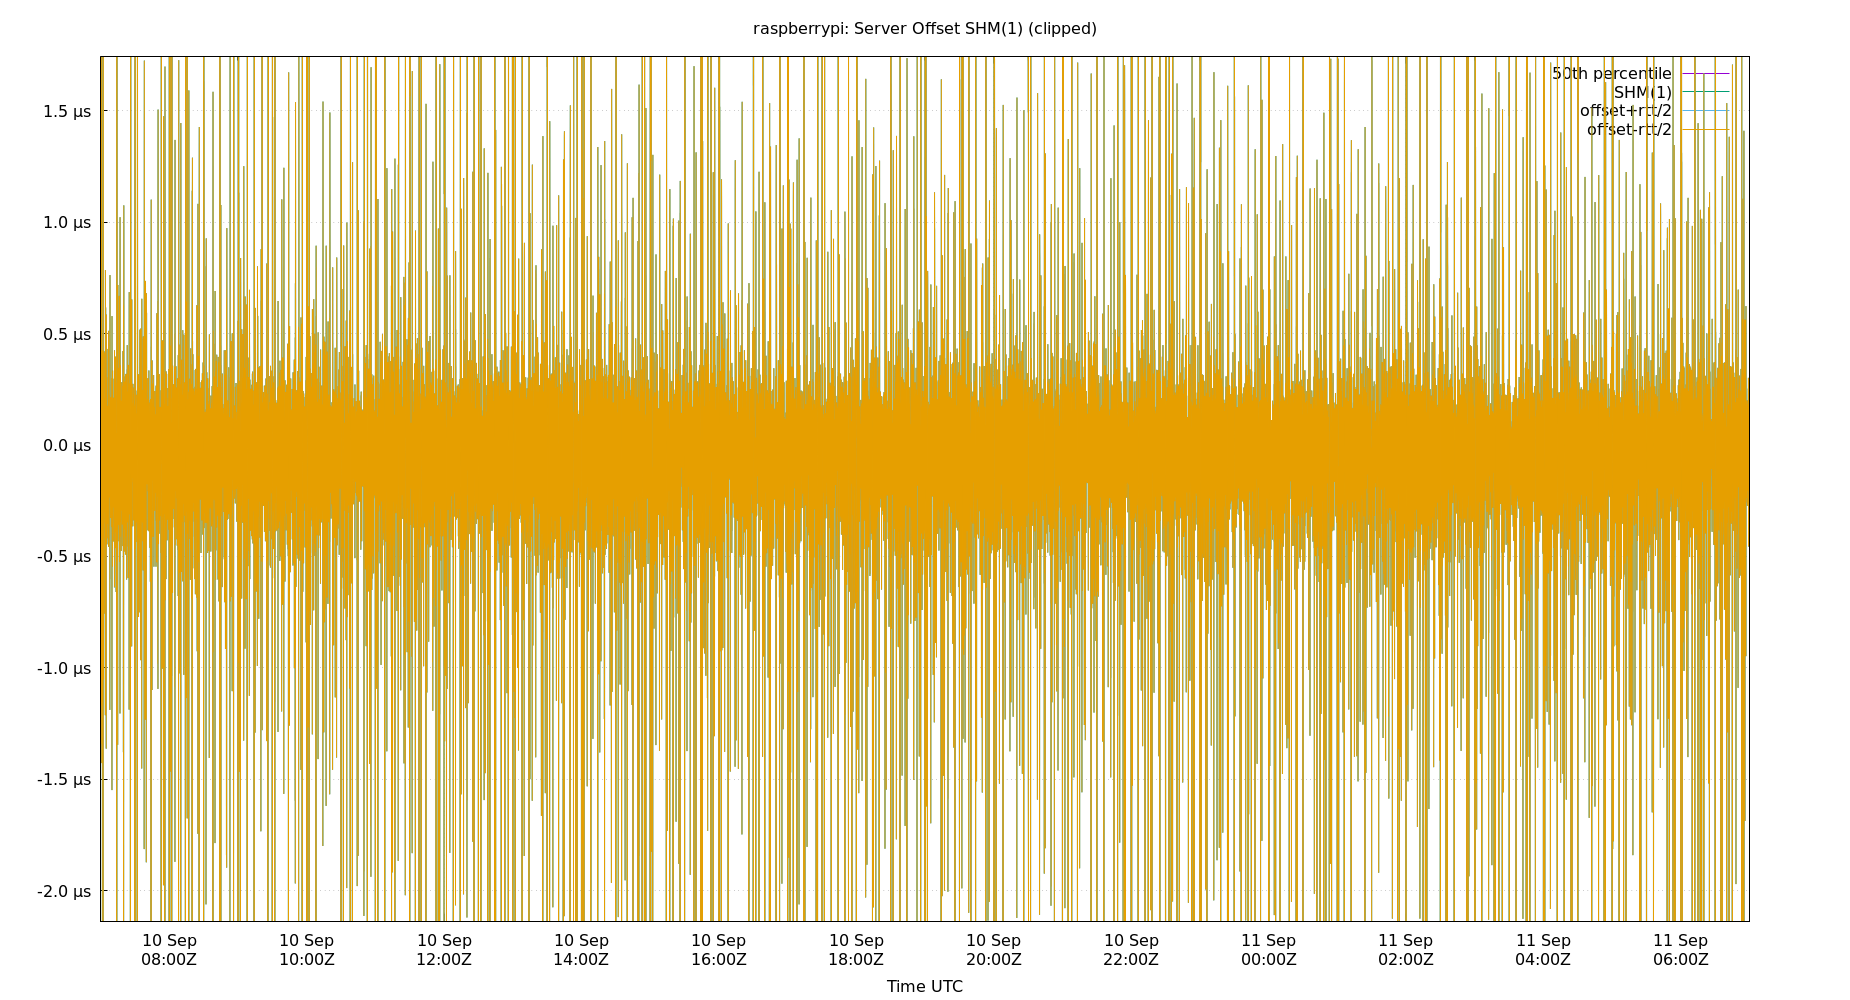 raspberrypi: Server Offset SHM(1) (clipped)
50th percentile
SHM(1)
offset+rtt/2
offset-rtt/2
1.5 µs
1.0 µs
0.5 µs
0.0 µs
-0.5 µs
-1.0 µs
-1.5 µs
-2.0 µs
10 Sep 10 Sep 10 Sep 10 Sep 10 Sep 10 Sep 10 Sep 10 Sep 11 Sep 11 Sep 11 Sep 11 Sep
08:00Z 10:00Z 12:00Z 14:00Z 16:00Z 18:00Z 20:00Z 22:00Z 00:00Z 02:00Z 04:00Z 06:00Z
Time UTC